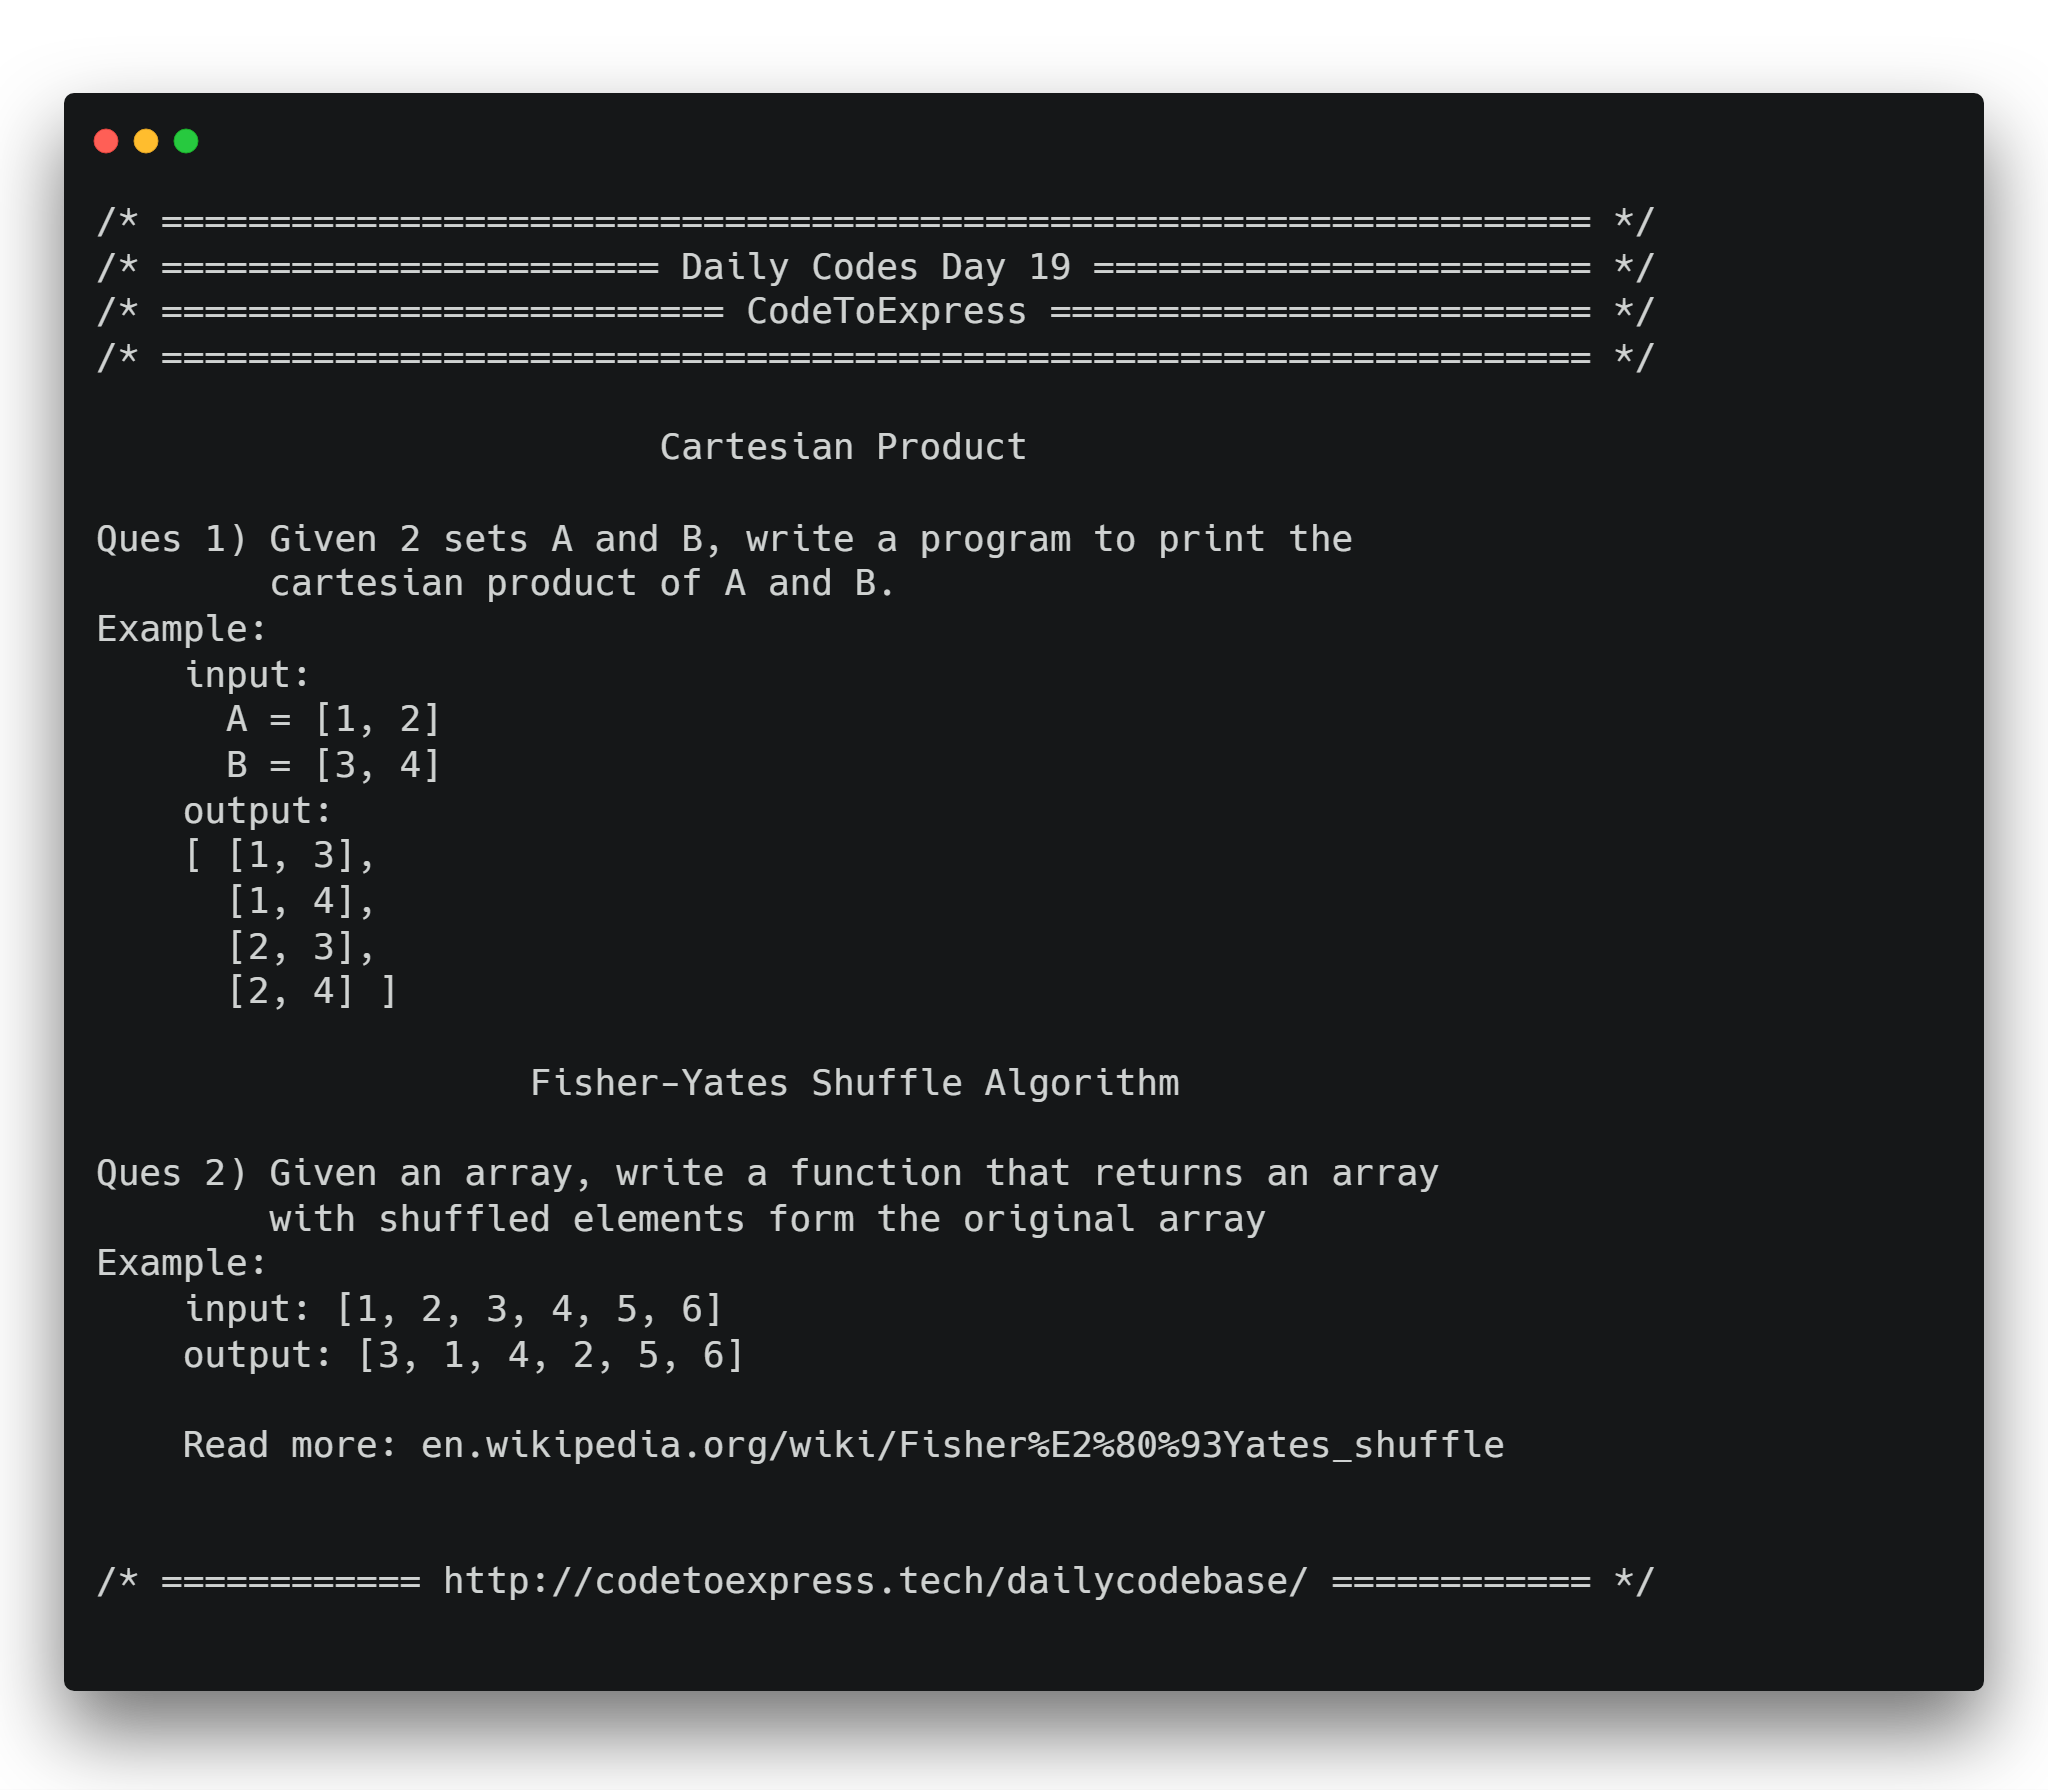 /* ================================================================== */
/* ======================= Daily Codes Day 19 ======================= */
/* ========================== CodeToExpress ========================= */
/* ================================================================== */
Cartesian Product
Ques 1) Given 2 sets A and B, write a program to print the
cartesian product of A and B.
Example:
input:
A = [1, 2]
B = [3, 4]
output:
[ [1, 3],
[1, 4],
[2, 3],
[2, 4] ]
Fisher-Yates Shuffle Algorithm
Ques 2) Given an array, write a function that returns an array
with shuffled elements form the original array
Example:
input: [1, 2, 3, 4, 5, 6]
output: [3, 1, 4, 2, 5, 6]
Read more: en.wikipedia.org/wiki/Fisher%E2%80%93Yates_shuffle
/* ============ http://codetoexpress.tech/dailycodebase/ ============ */